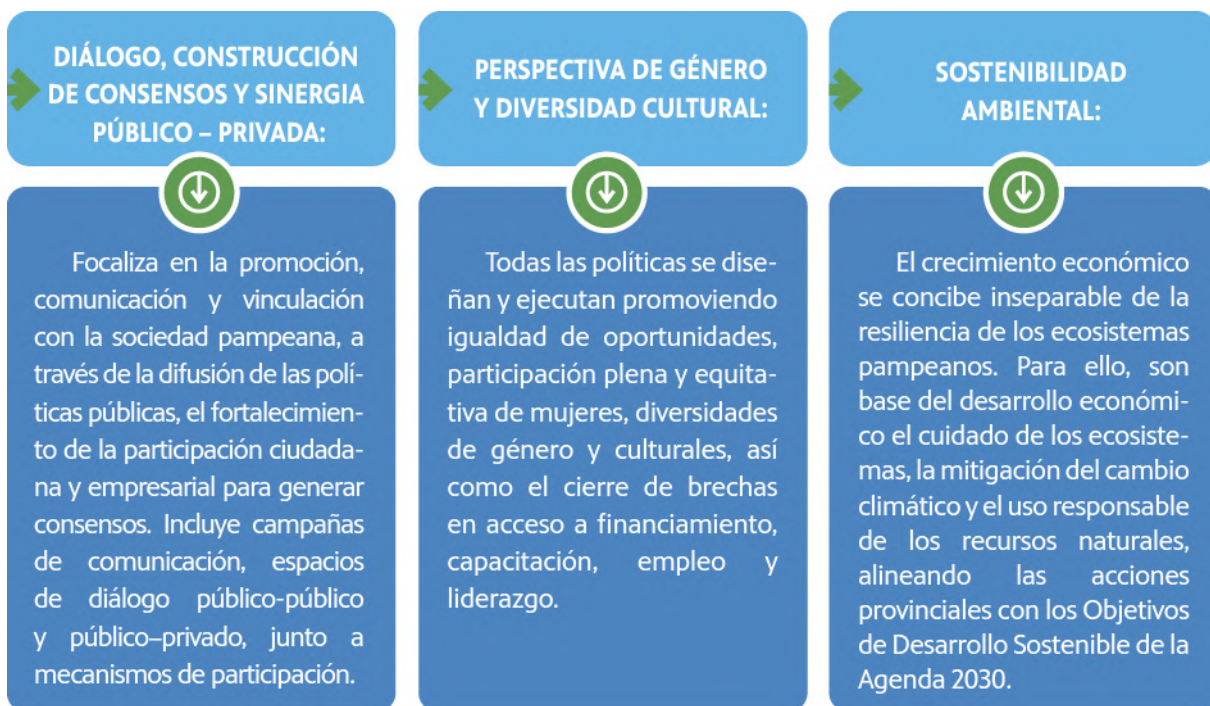 DIÁLOGO, CONSTRUCCIÓN
DE CONSENSOS Y SINERGIA
PÚBLICO – PRIVADA:
Focaliza en la promoción,
comunicación y vinculación
con la sociedad pampeana, a
través de la difusión de las polí-
ticas públicas, el fortalecimien-
to de la participación ciudada-
na y empresarial para generar
consensos. Incluye campañas
de comunicación, espacios
de diálogo público-público
y público–privado, junto a
mecanismos de participación.
PERSPECTIVA DE GÉNERO
Y DIVERSIDAD CULTURAL:
Todas las políticas se dise-
ñan y ejecutan promoviendo
igualdad de oportunidades,
participación plena y equita-
tiva de mujeres, diversidades
de género y culturales, así
como el cierre de brechas
en acceso a financiamiento,
capacitación, empleo y
liderazgo.
SOSTENIBILIDAD
AMBIENTAL:
El crecimiento económico
se concibe inseparable de la
resiliencia de los ecosistemas
pampeanos. Para ello, son
base del desarrollo económi-
co el cuidado de los ecosiste-
mas, la mitigación del cambio
climático y el uso responsable
de los recursos naturales,
alineando las acciones
provinciales con los Objetivos
de Desarrollo Sostenible de la
Agenda 2030.